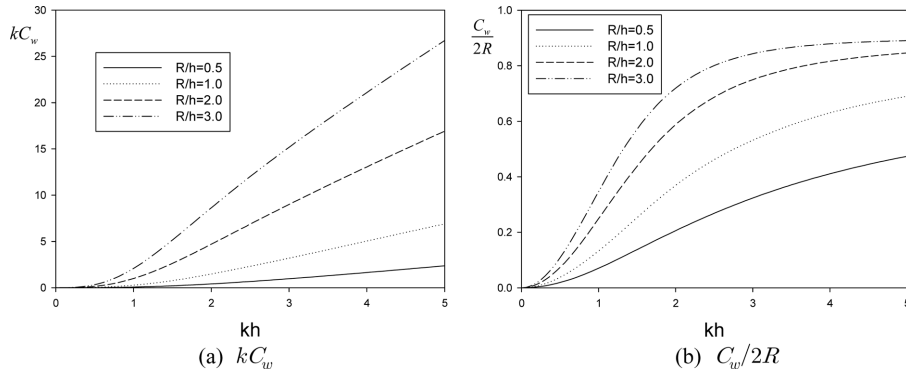 kC_w
30
25
20
15
10
5
0
R/h=0.5
R/h=1.0
R/h=2.0
R/h=3.0
0 1 2 3 4 5
kh
(a) kC_w
C_w
2R
1.0
0.8
0.6
0.4
0.2
0.0
R/h=0.5
R/h=1.0
R/h=2.0
R/h=3.0
0 1 2 3 4 5
kh
(b) C_w/2R